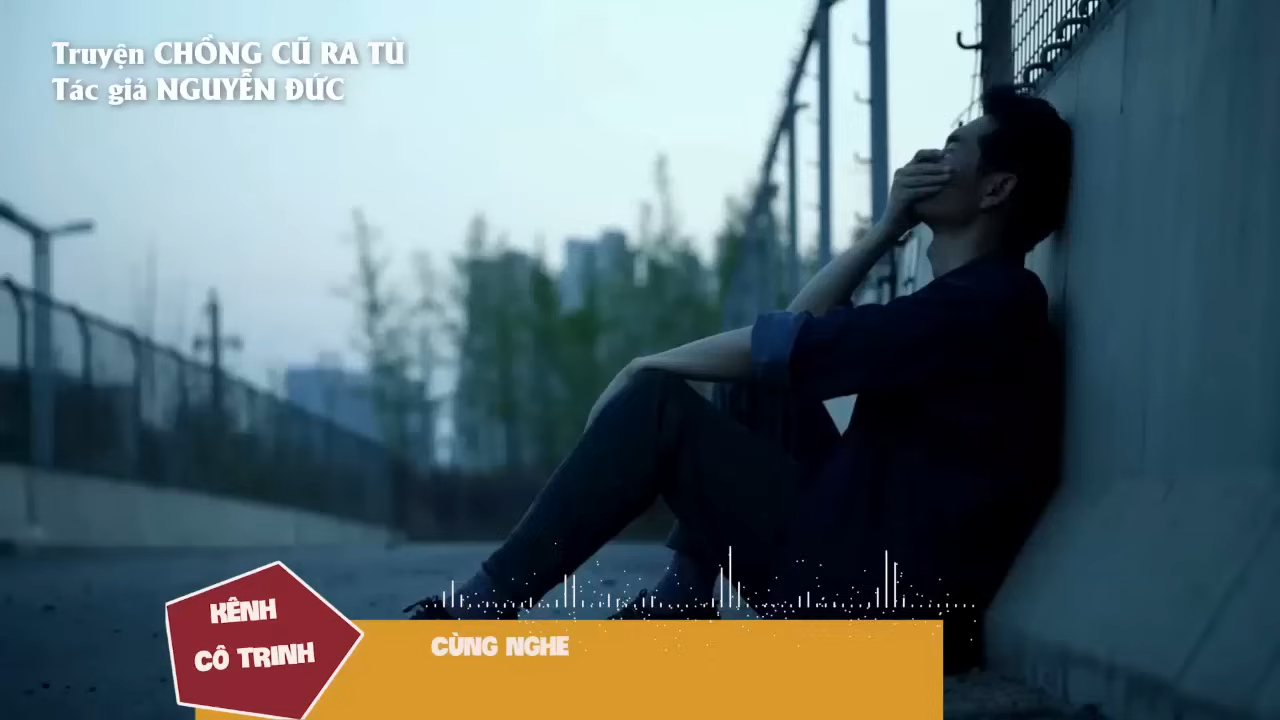 Truyện CHỒNG CŨ RA TÙ
Tác giả NGUYỄN ĐỨC
KÊNH
CÔ TRINH
CÙNG NGHE